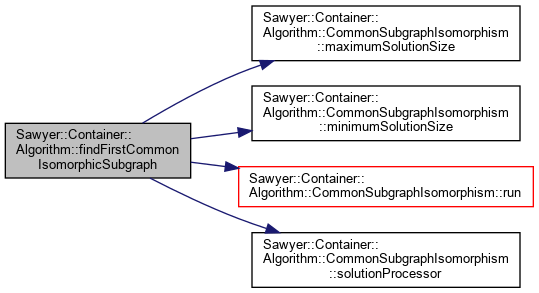 Sawyer::Container::
Algorithm::findFirstCommon
IsomorphicSubgraph
Sawyer::Container::
Algorithm::CommonSubgraphIsomorphism
::maximumSolutionSize
Sawyer::Container::
Algorithm::CommonSubgraphIsomorphism
::minimumSolutionSize
Sawyer::Container::
Algorithm::CommonSubgraphIsomorphism::run
Sawyer::Container::
Algorithm::CommonSubgraphIsomorphism
::solutionProcessor